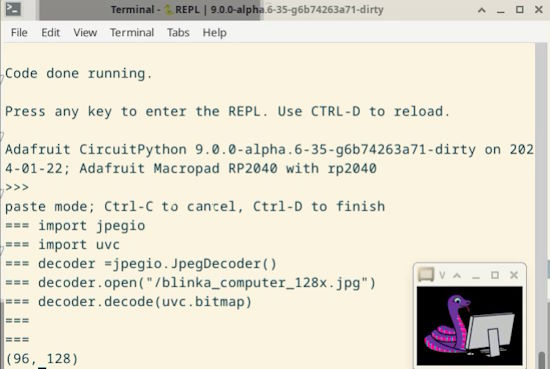 Terminal - 🐍REPL | 9.0.0-alpha.6-35-g6b74263a71-dirty
File Edit View Terminal Tabs Help
Code done running.
Press any key to enter the REPL. Use CTRL-D to reload.
Adafruit CircuitPython 9.0.0-alpha.6-35-g6b74263a71-dirty on 202
4-01-22; Adafruit Macropad RP2040 with rp2040
>>>
paste mode; Ctrl-C to cancel, Ctrl-D to finish
=== import jpegio
=== import uvc
=== decoder =jpegio.JpegDecoder()
=== decoder.open("/blinka_computer_128x.jpg")
=== decoder.decode(uvc.bitmap)
===
===
(96, 128)
V